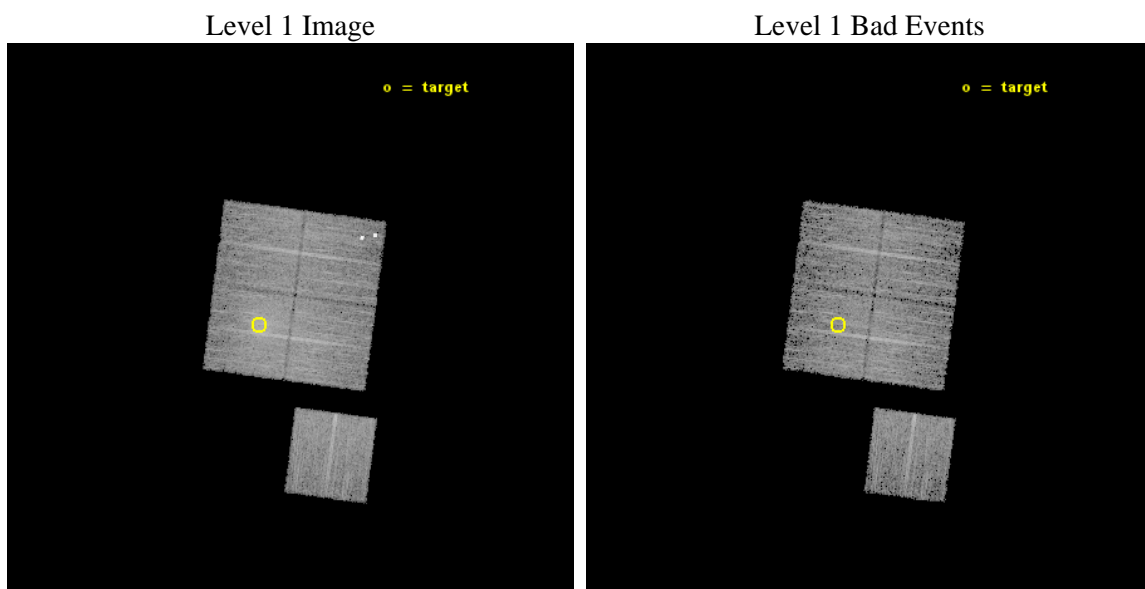 Level 1 Image
Level 1 Bad Events
o = target
o = target